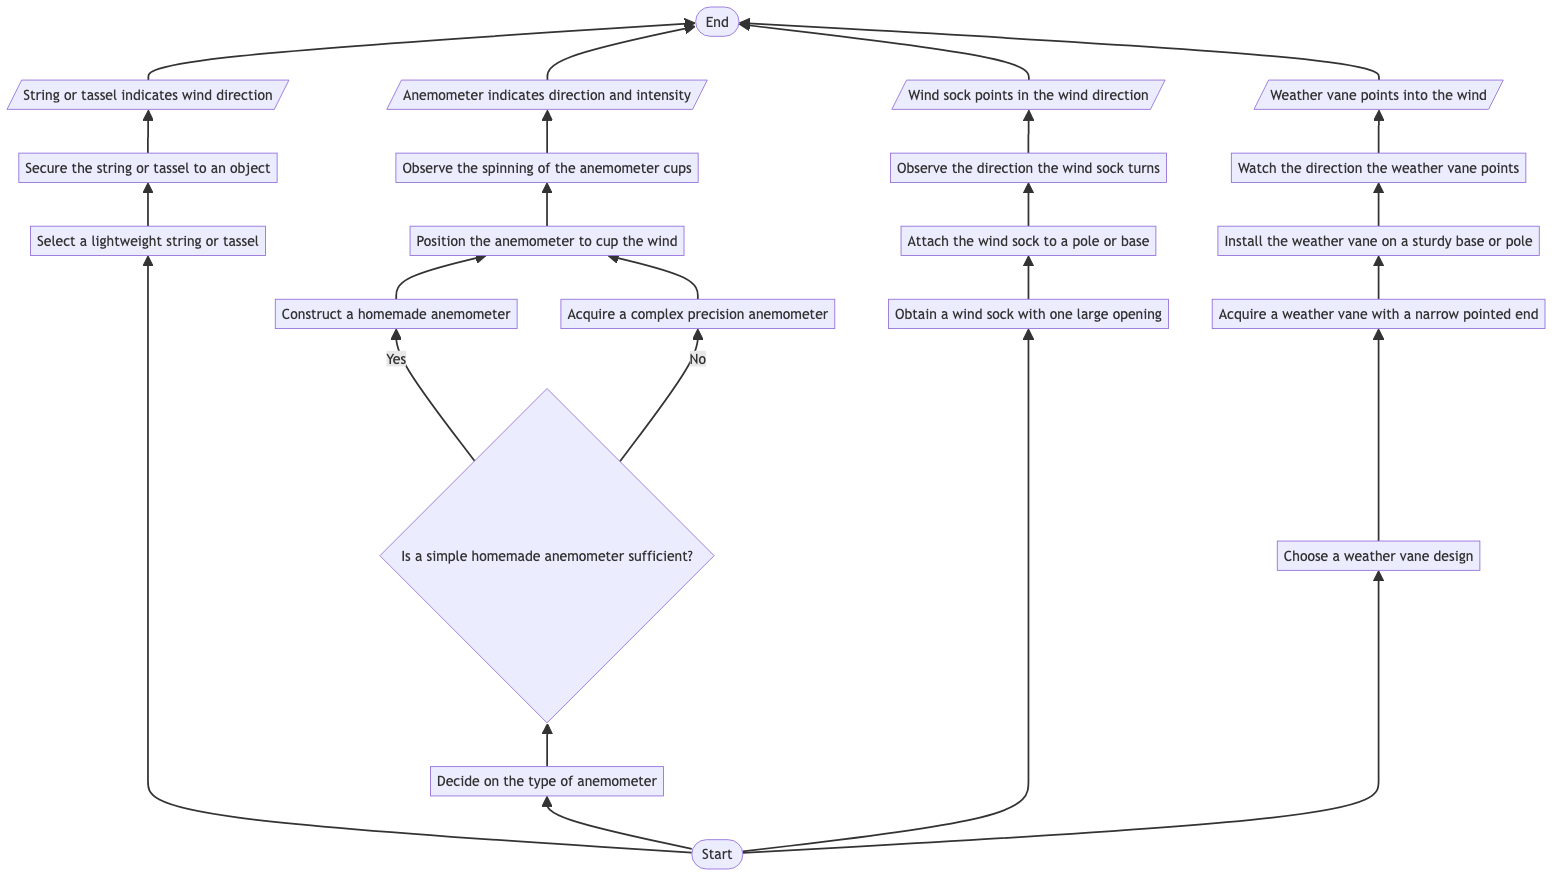 End
String or tassel indicates wind direction
Anemometer indicates direction and intensity
Wind sock points in the wind direction
Weather vane points into the wind
Secure the string or tassel to an object
Observe the spinning of the anemometer cups
Observe the direction the wind sock turns
Watch the direction the weather vane points
Select a lightweight string or tassel
Position the anemometer to cup the wind
Attach the wind sock to a pole or base
Install the weather vane on a sturdy base or pole
Construct a homemade anemometer
Acquire a complex precision anemometer
Obtain a wind sock with one large opening
Acquire a weather vane with a narrow pointed end
Yes
No
Is a simple homemade anemometer sufficient?
Choose a weather vane design
Decide on the type of anemometer
Start